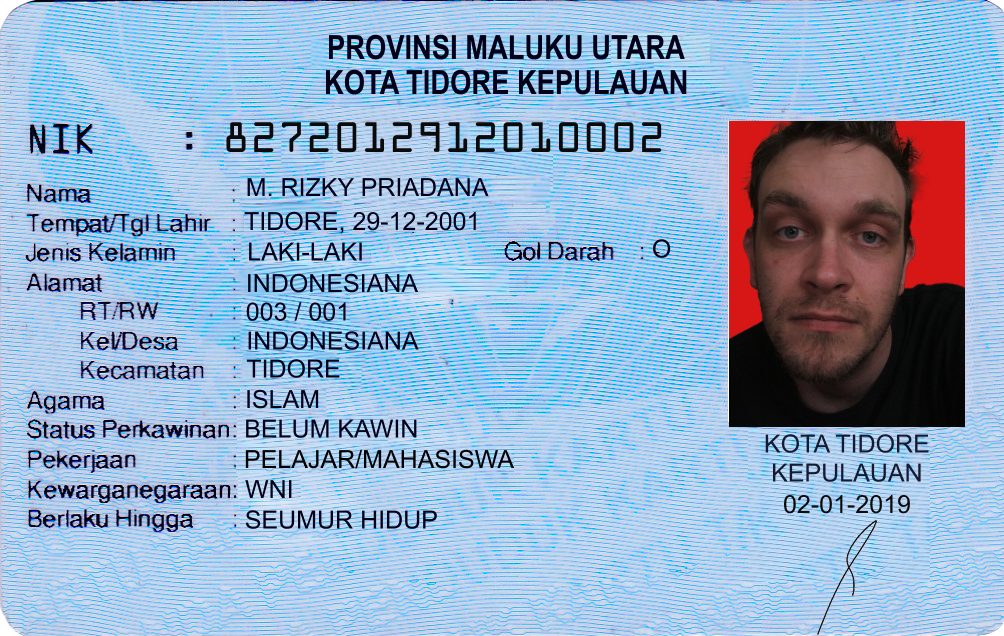 PROVINSI MALUKU UTARA
KOTA TIDORE KEPULAUAN
NIK : 8272012912010002
Nama : M. RIZKY PRIADANA
Tempat/Tgl Lahir : TIDORE, 29-12-2001
Jenis Kelamin : LAKI-LAKI Gol Darah : O
Alamat : INDONESIANA
RT/RW : 003 / 001
Kel/Desa : INDONESIANA
Kecamatan : TIDORE
Agama : ISLAM
Status Perkawinan: BELUM KAWIN
Pekerjaan : PELAJAR/MAHASISWA
Kewarganegaraan: WNI
Berlaku Hingga : SEUMUR HIDUP
KOTA TIDORE
KEPULAUAN
02-01-2019